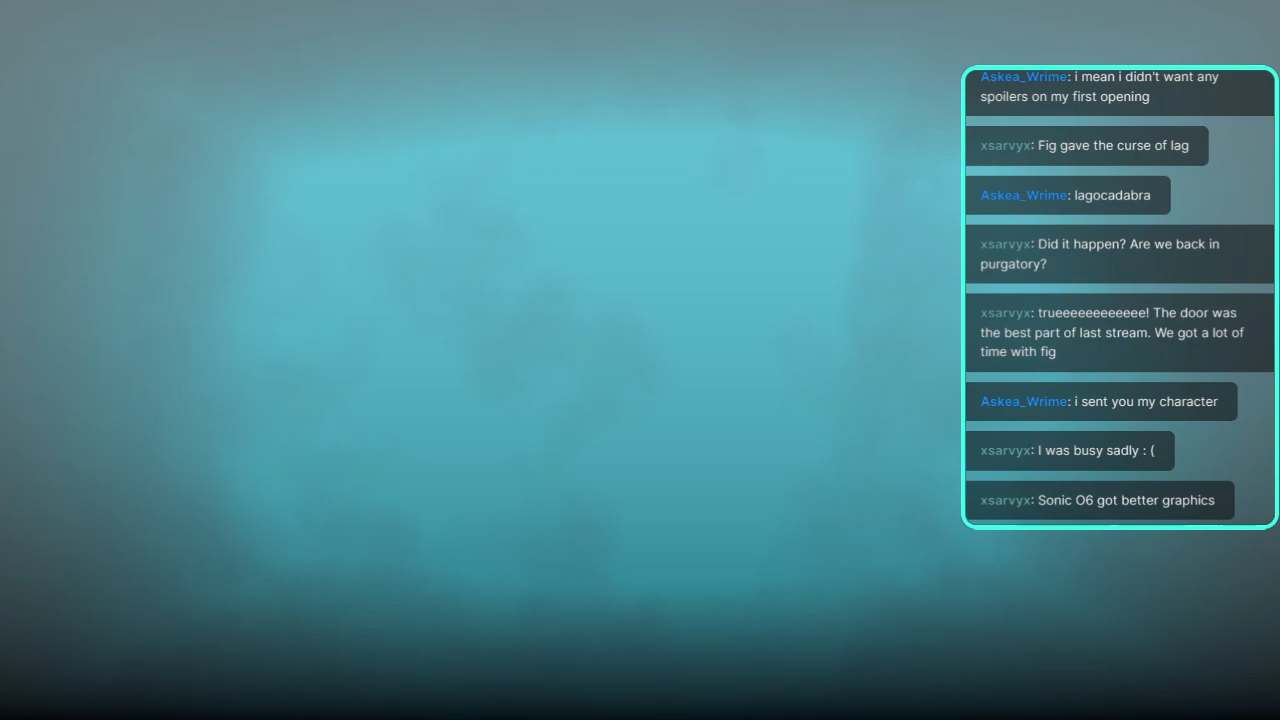 Askea_Wrime: i mean i didn't want any
spoilers on my first opening
xsarvyx: Fig gave the curse of lag
Askea_Wrime: lagocadabra
xsarvyx: Did it happen? Are we back in
purgatory?
xsarvyx: trueeeeeeeeeeee! The door was
the best part of last stream. We got a lot of
time with fig
Askea_Wrime: i sent you my character
xsarvyx: I was busy sadly : (
xsarvyx: Sonic O6 got better graphics